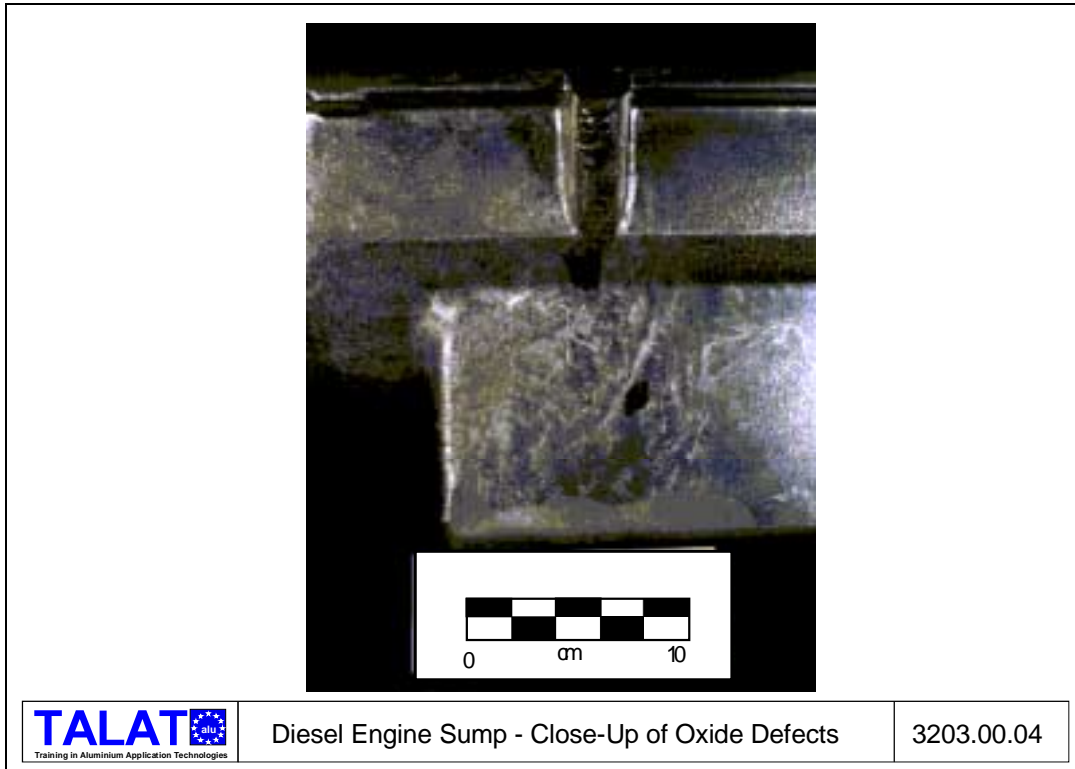 0 cm 10
TALAT
alu
Training in Aluminium Application Technologies
Diesel Engine Sump - Close-Up of Oxide Defects
3203.00.04